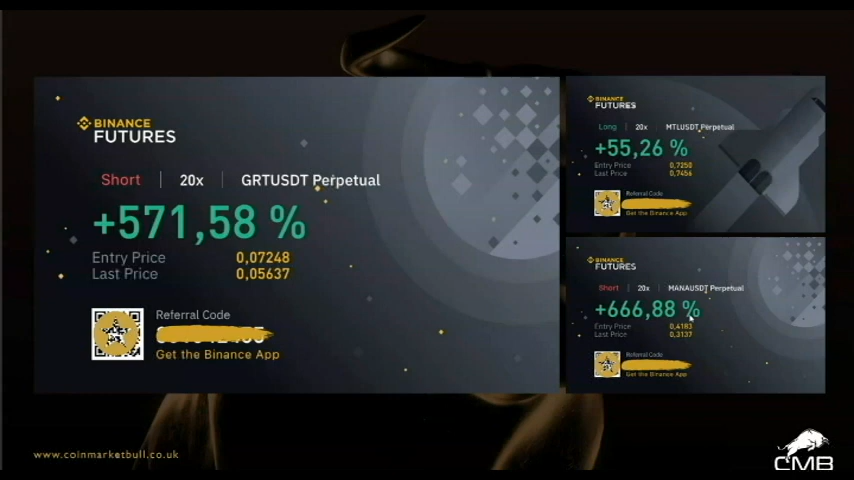 BINANCE
FUTURES
Short | 20x | GRTUSDT Perpetual
+571,58 %
Entry Price 0,07248
Last Price 0,05637
Referral Code
Get the Binance App
BINANCE
FUTURES
Long | 20x | MTLUSDT Perpetual
+55,26 %
Entry Price 0,7250
Last Price 0,7456
Referral Code
Get the Binance App
BINANCE
FUTURES
Short | 20x | MANAUSDT Perpetual
+666,88 %
Entry Price 0,4183
Last Price 0,3137
Referral Code
Get the Binance App
www.coinmarketbull.co.uk
CMB